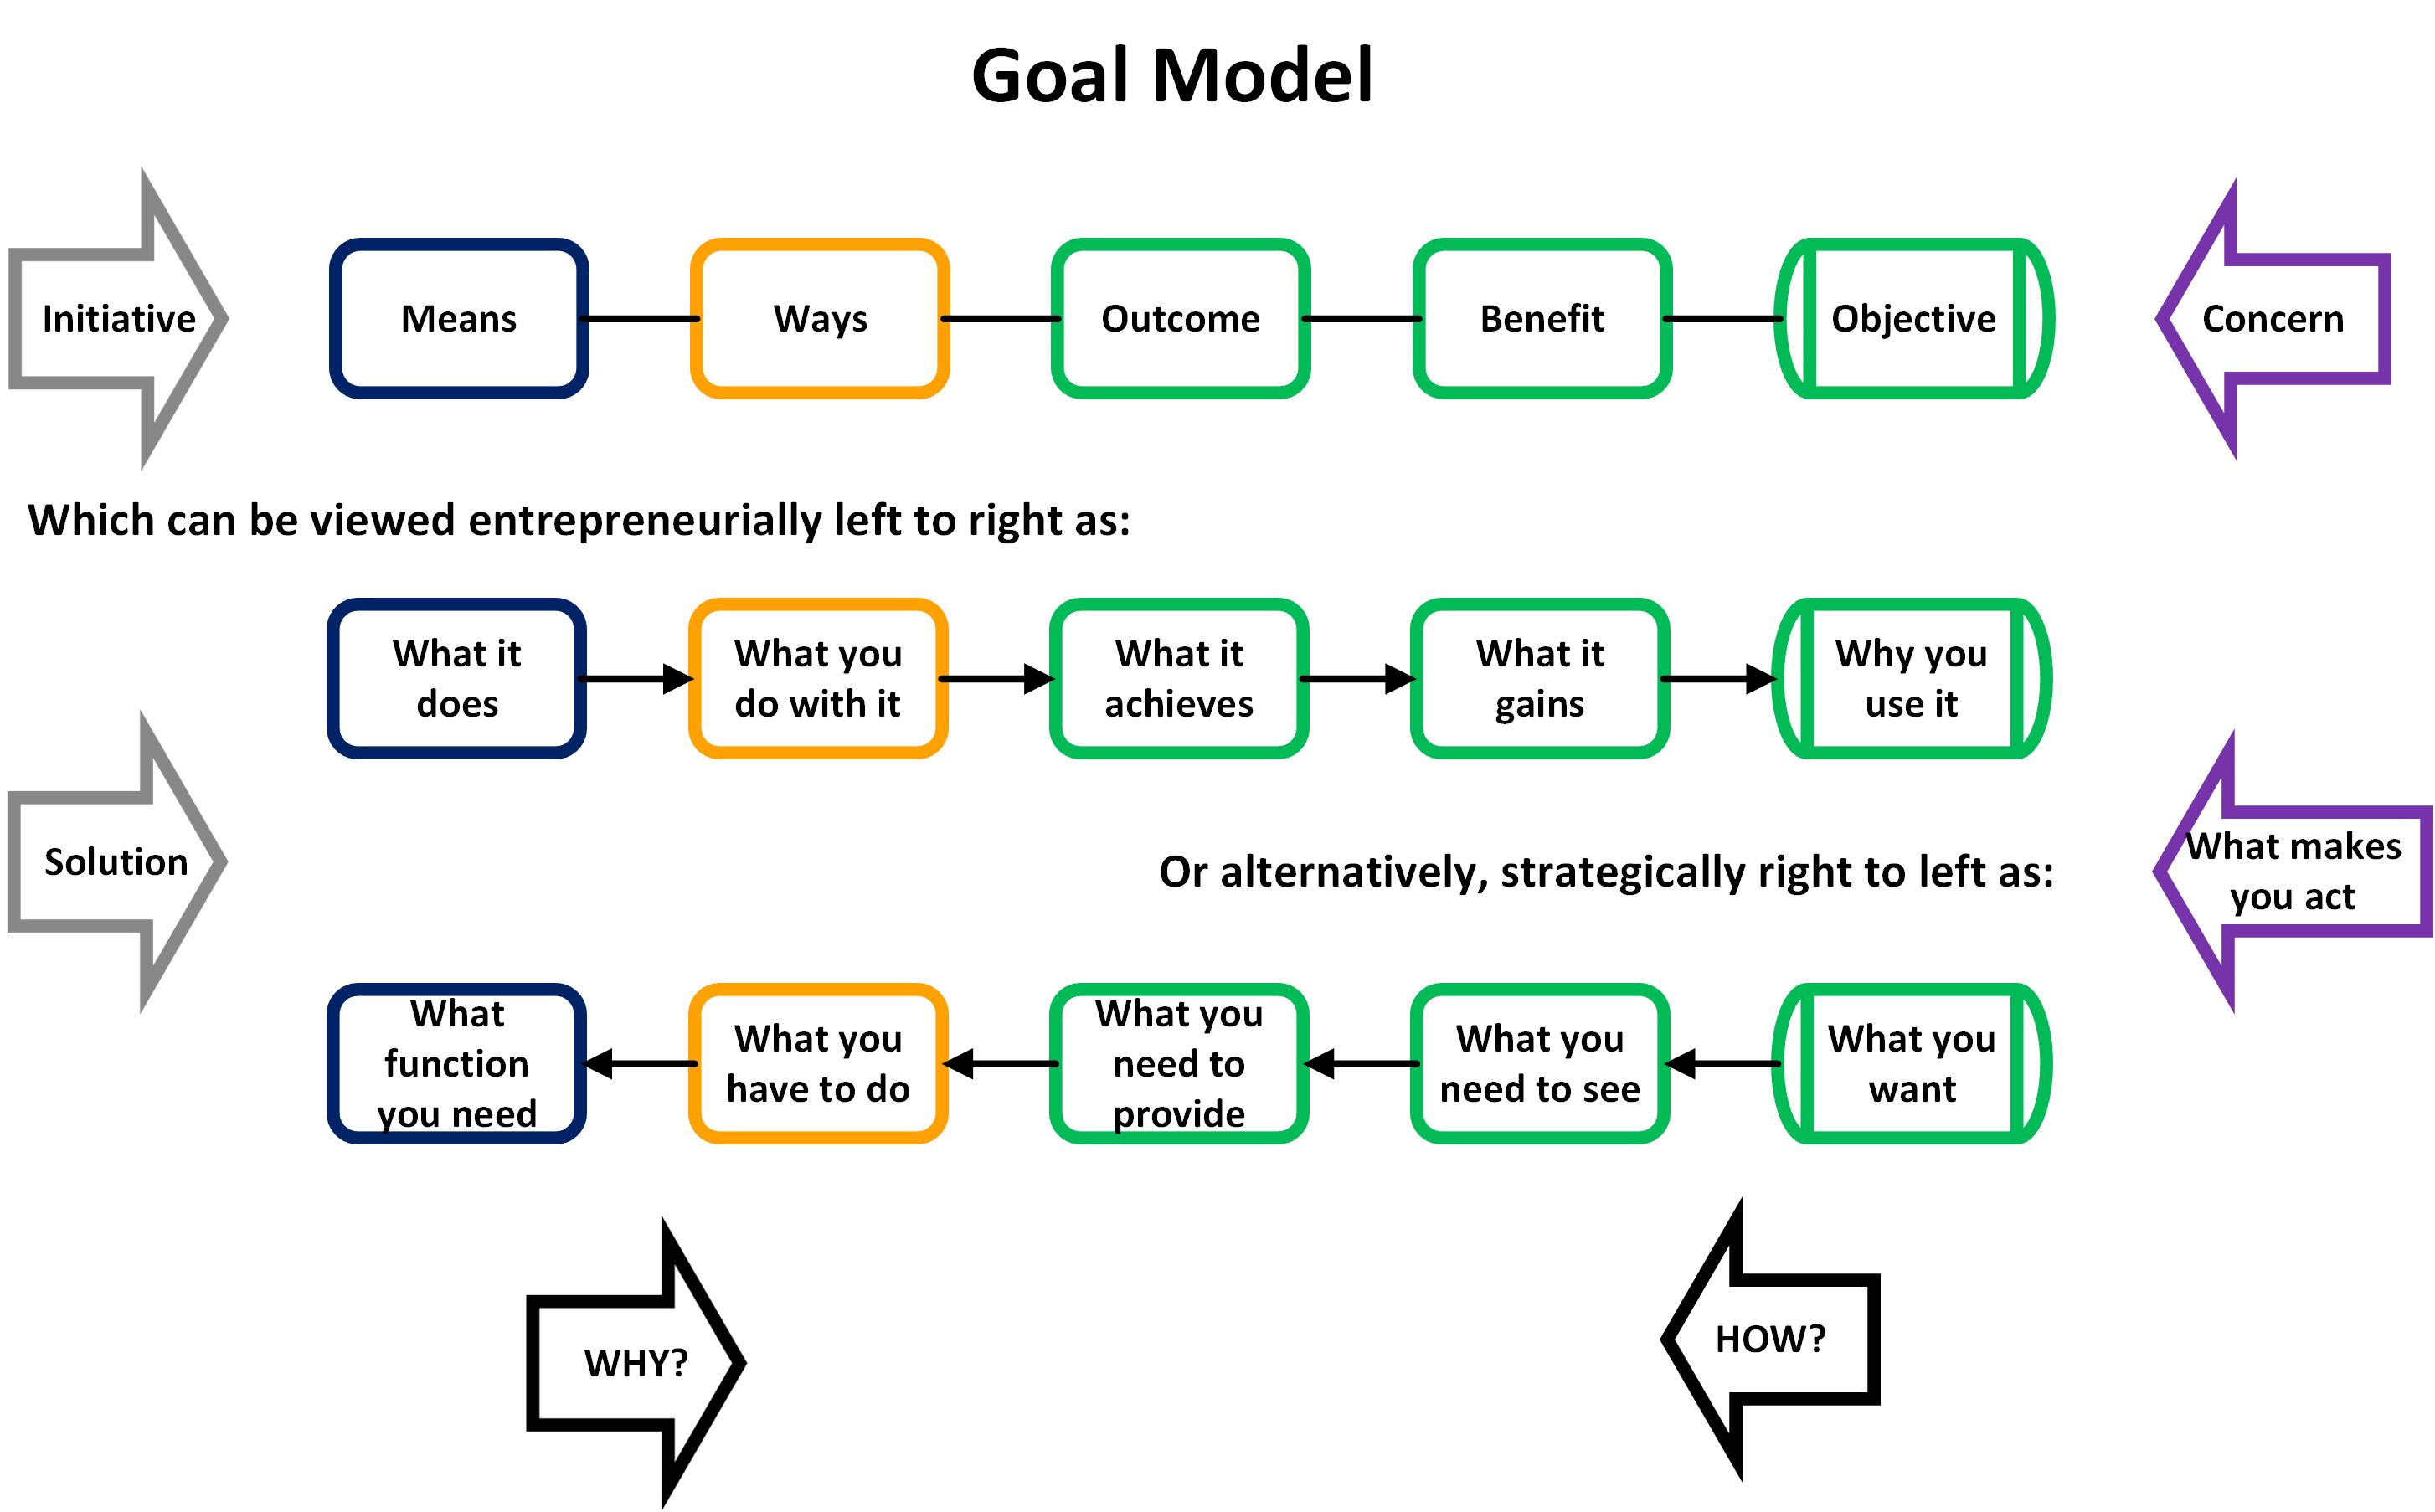 Goal Model
Initiative
Means
Ways
Outcome
Benefit
Objective
Concern
Which can be viewed entrepreneurially left to right as:
What it
does
What you
do with it
What it
achieves
What it
gains
Why you
use it
Solution
Or alternatively, strategically right to left as:
What makes
you act
What
function
you need
What you
have to do
What you
need to
provide
What you
need to see
What you
want
WHY?
HOW?